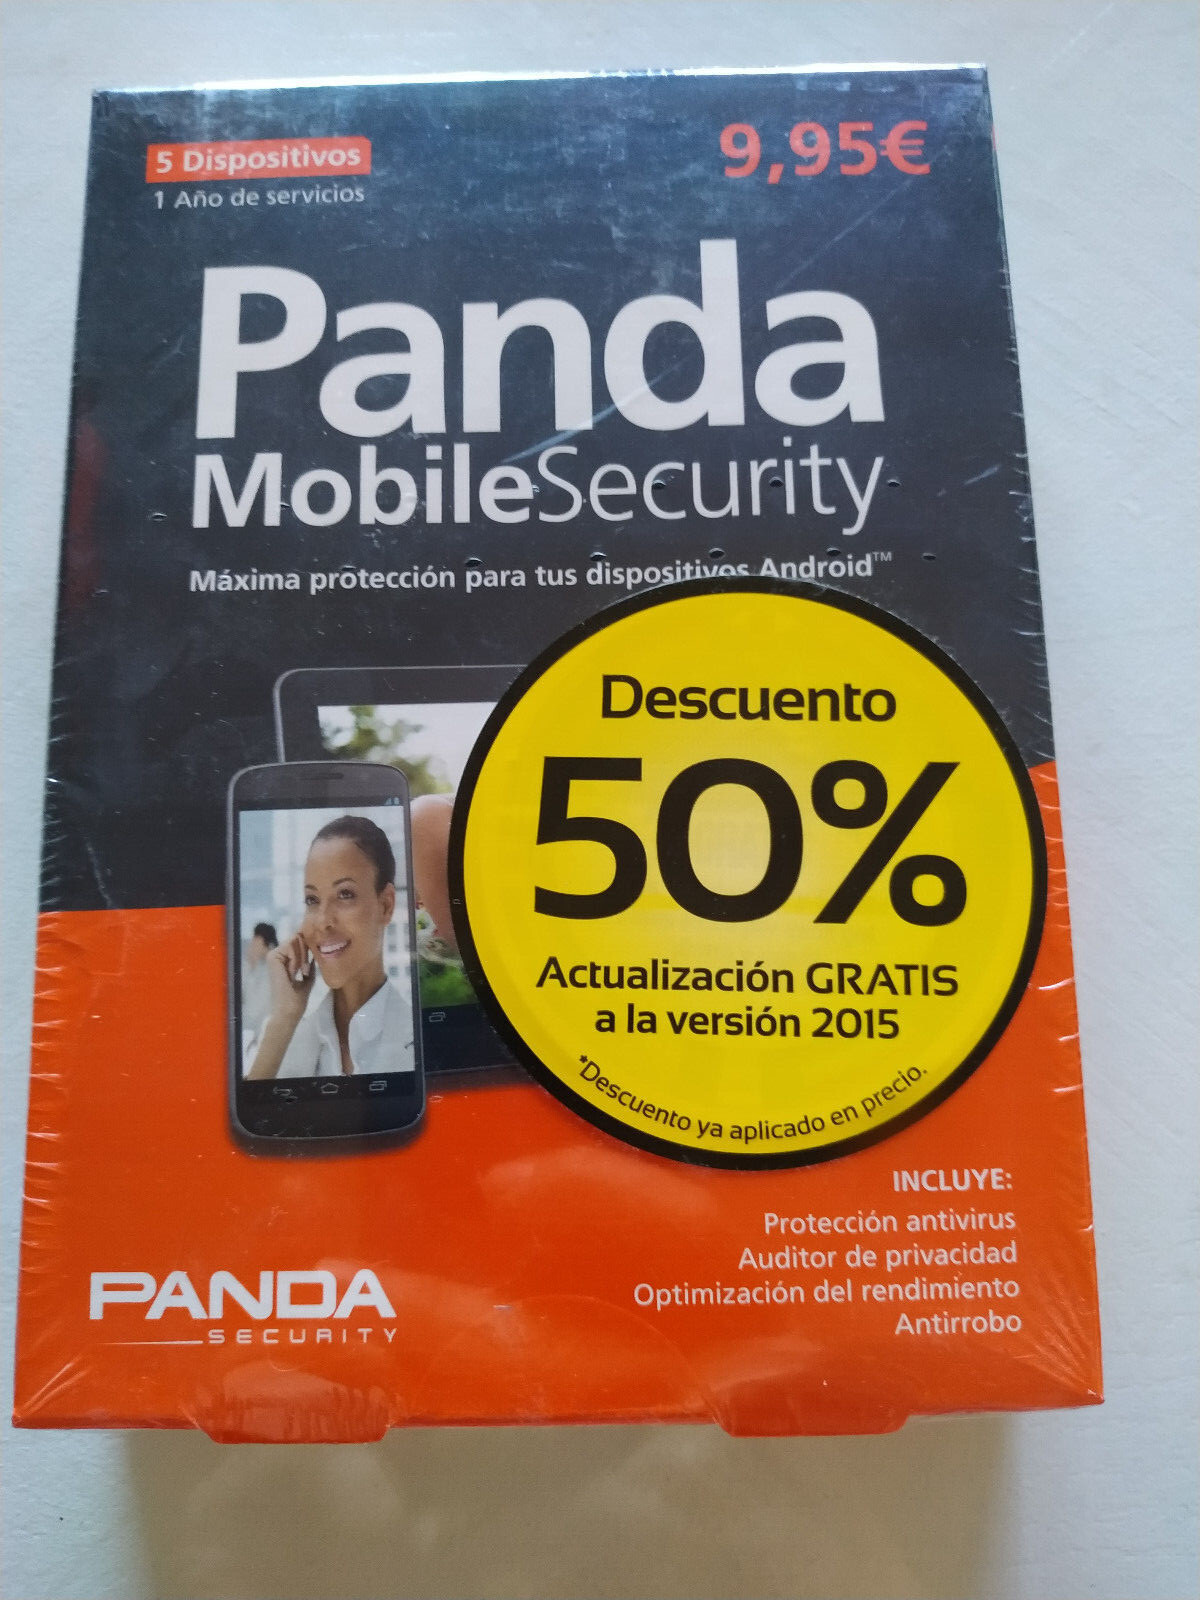 5 Dispositivos
1 Año de servicios
9,95€
Panda
MobileSecurity
Máxima protección para tus dispositivos Android™
Descuento
50%
Actualización GRATIS
a la versión 2015
*Descuento ya aplicado en precio.
INCLUYE:
Protección antivirus
Auditor de privacidad
Optimización del rendimiento
Antirrobo
PANDA
SECURITY